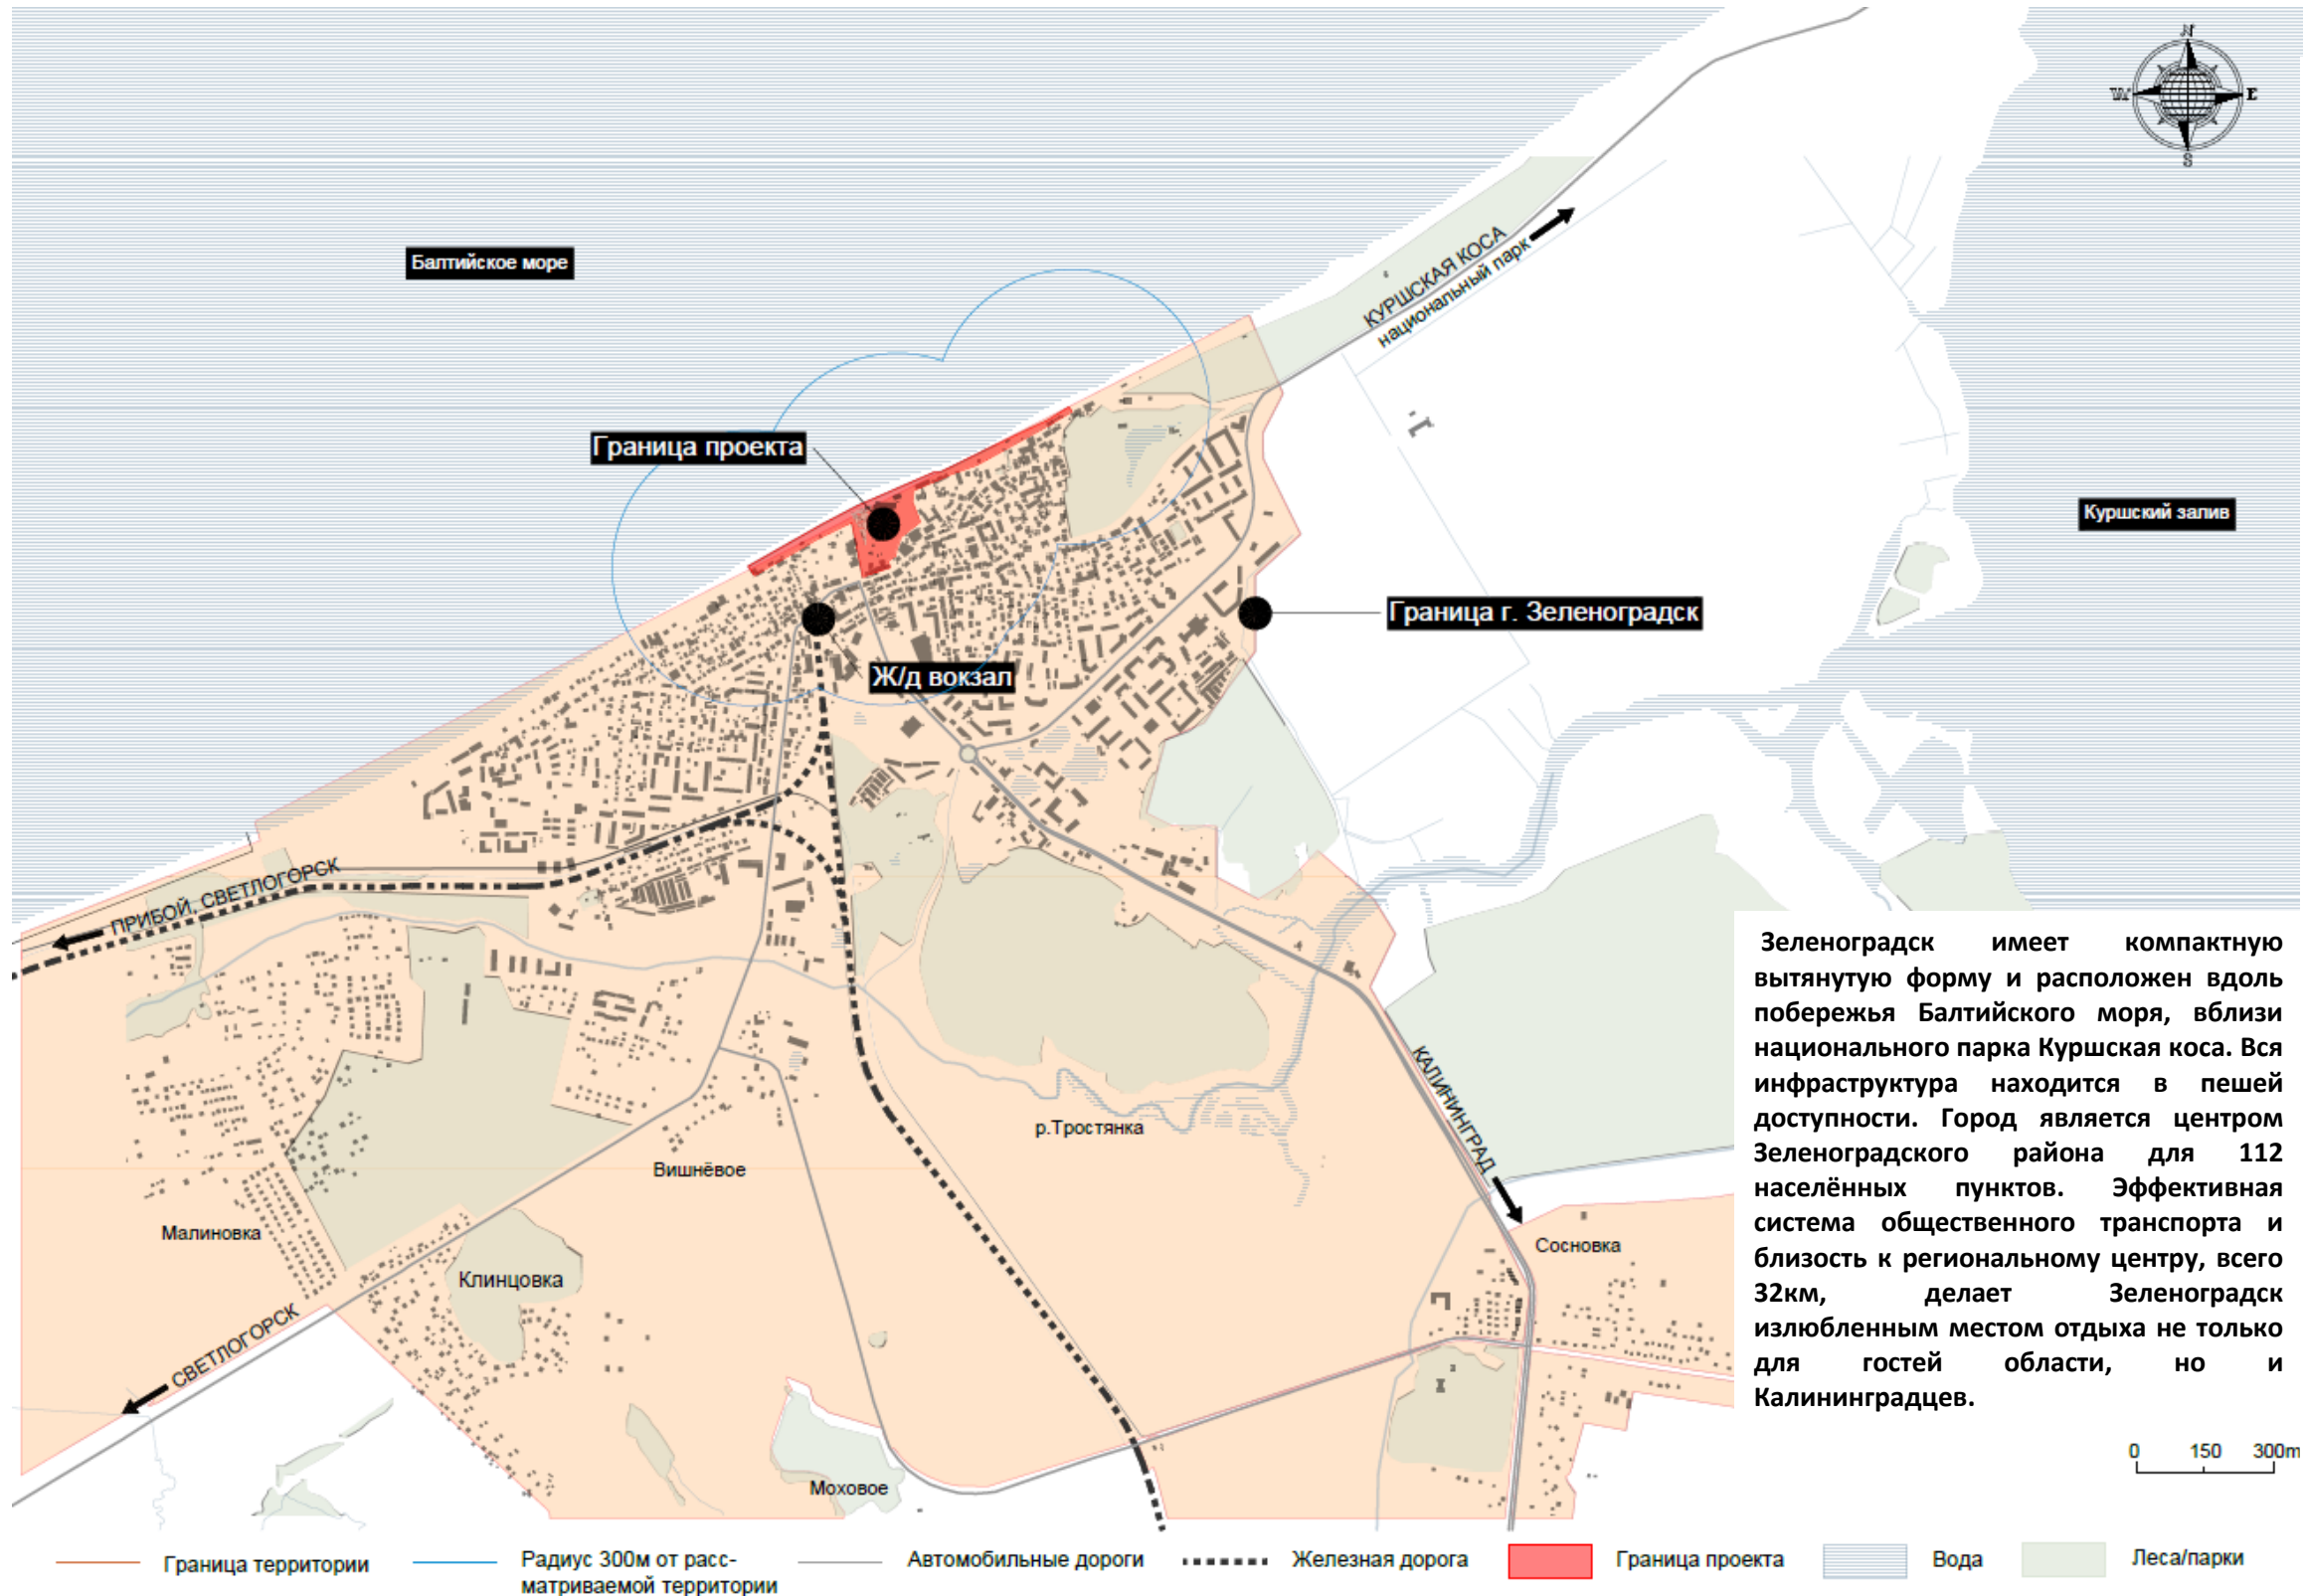 N
W
E
S
Балтийское море
КУРШСКАЯ КОСА
национальный парк
Граница проекта
Куршский залив
Граница г. Зеленоградск
Ж/д вокзал
ПРИБОЙ, СВЕТЛОГОРСК
Зеленоградск имеет компактную
вытянутую форму и расположен вдоль
побережья Балтийского моря, вблизи
национального парка Куршская коса. Вся
инфраструктура находится в пешей
доступности. Город является центром
Зеленоградского района для 112
населённых пунктов. Эффективная
система общественного транспорта и
близость к региональному центру, всего
32км, делает Зеленоградск
излюбленным местом отдыха не только
для гостей области, но и
Калининградцев.
КАЛИНИНГРАД
р.Тростянка
Вишнёвое
Малиновка
Сосновка
Клинцовка
СВЕТЛОГОРСК
Моховое
0 150 300m
Граница территории
Радиус 300м от расс-
матриваемой территории
Автомобильные дороги
Железная дорога
Граница проекта
Вода
Леса/парки